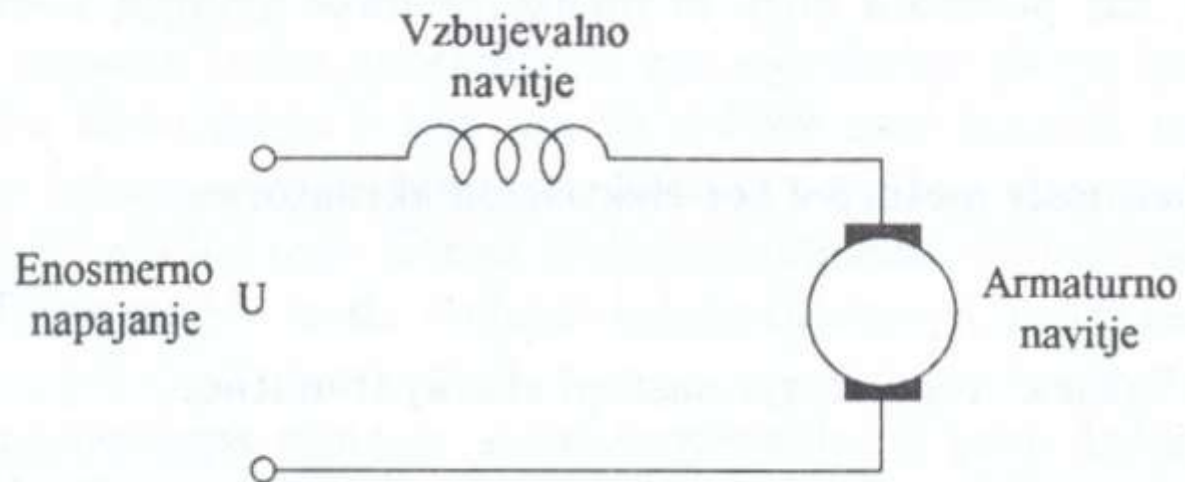 Vzbujevalno
navitje
Enosmerno
napajanje
U
Armaturno
navitje